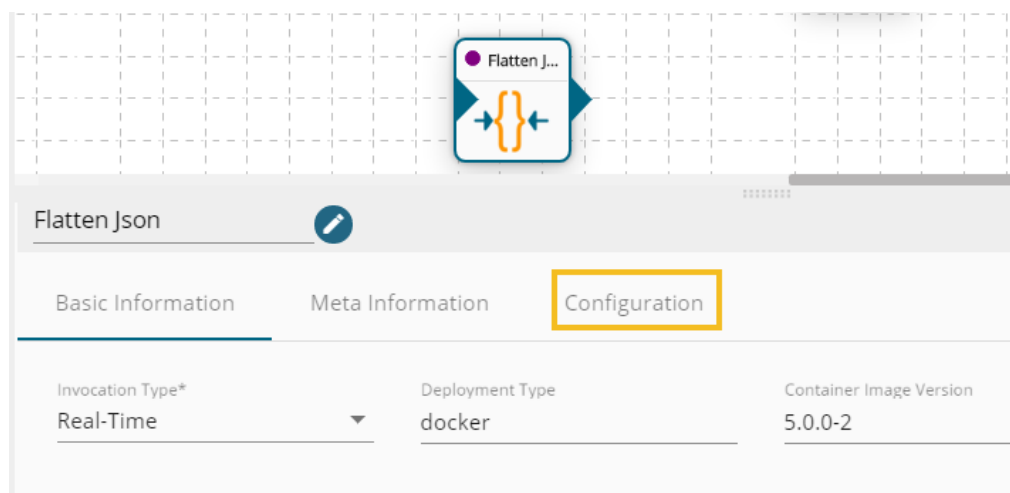 Flatten J...
Flatten Json
Basic Information Meta Information Configuration
Invocation Type* Deployment Type Container Image Version
Real-Time docker 5.0.0-2